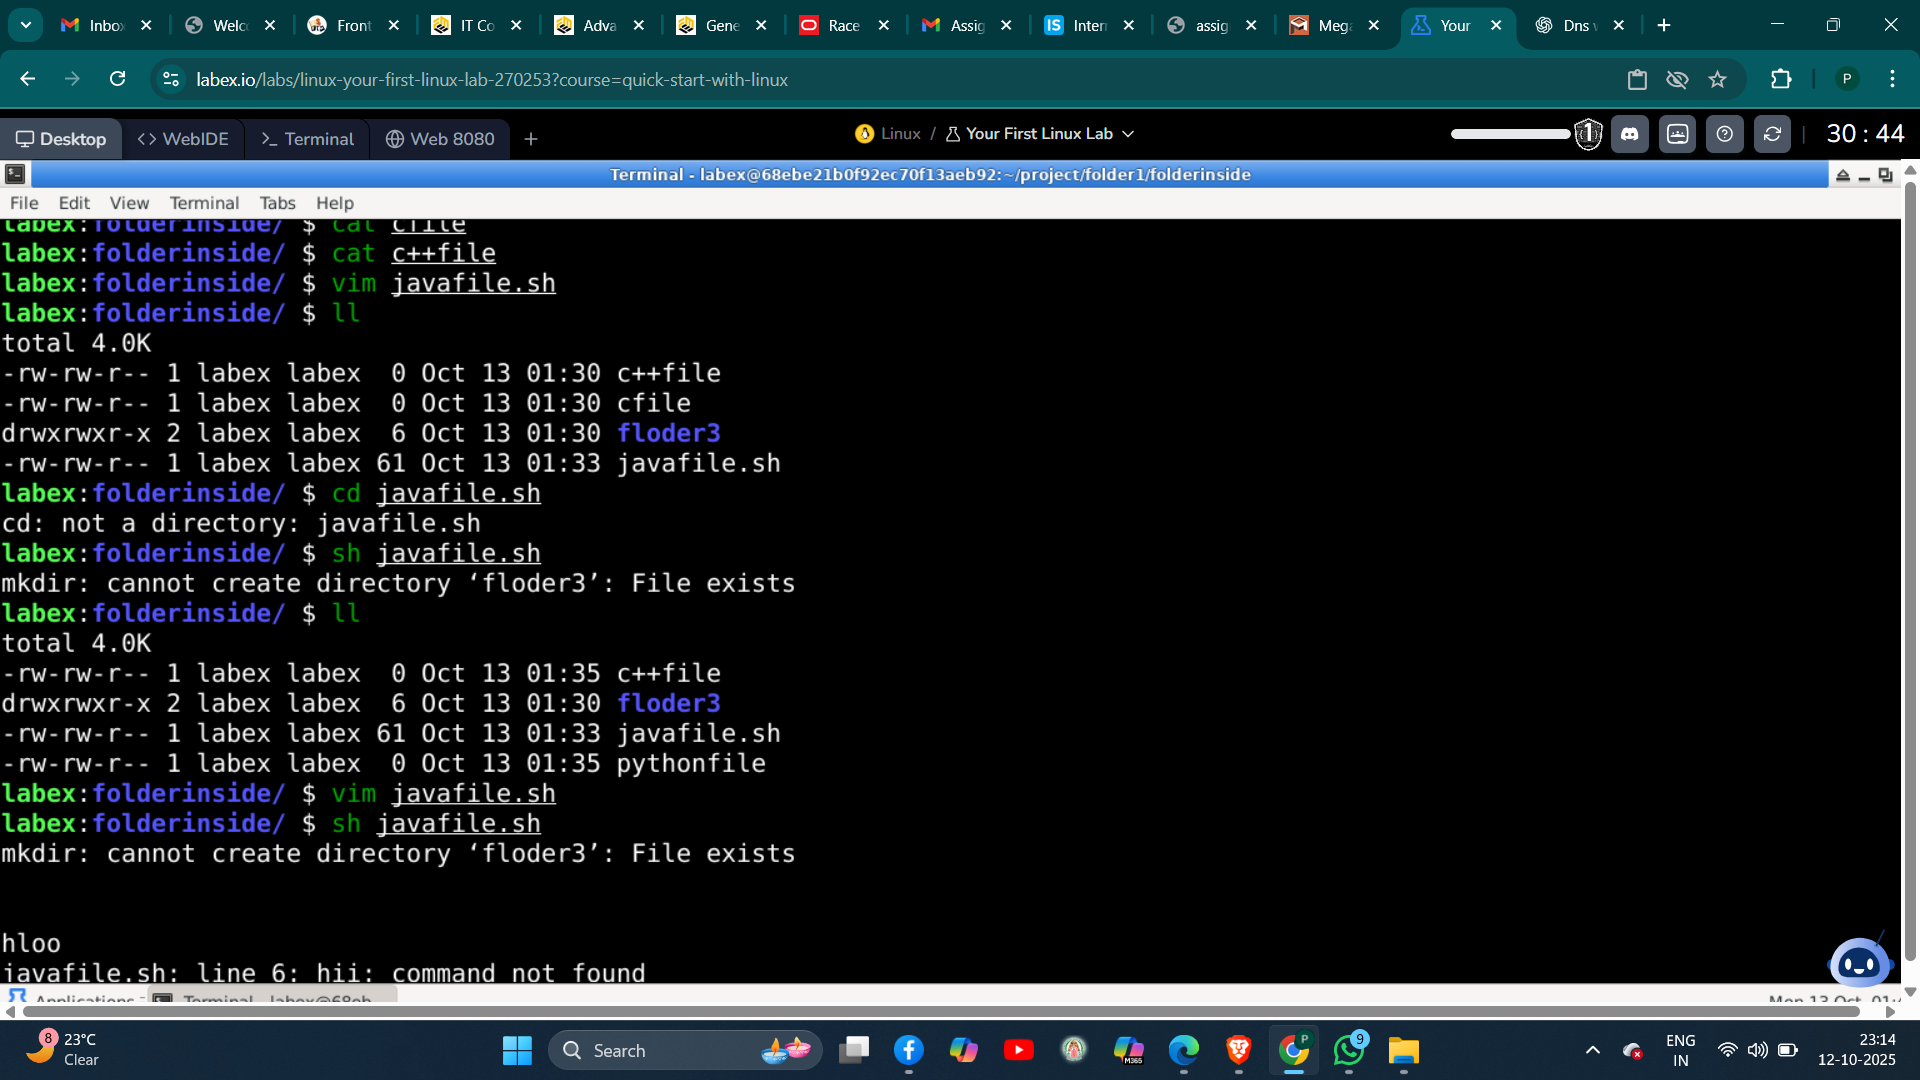 Inbox
Welc
Front
IT Co
Adva
Gene
Race
Assig
Interr
assig
Mega
Your
Dns v
labex.io/labs/linux-your-first-linux-lab-270253?course=quick-start-with-linux
P
Desktop
WebIDE
Terminal
Web 8080
Linux / Your First Linux Lab
1
30 : 44
Terminal - labex@68ebe21b0f92ec70f13aeb92:~/project/folder1/folderinside
File Edit View Terminal Tabs Help
labex:folderinside/ $ cat cfile
labex:folderinside/ $ cat c++file
labex:folderinside/ $ vim javafile.sh
labex:folderinside/ $ ll
total 4.0K
-rw-rw-r-- 1 labex labex  0 Oct 13 01:30 c++file
-rw-rw-r-- 1 labex labex  0 Oct 13 01:30 cfile
drwxrwxr-x 2 labex labex  6 Oct 13 01:30 floder3
-rw-rw-r-- 1 labex labex 61 Oct 13 01:33 javafile.sh
labex:folderinside/ $ cd javafile.sh
cd: not a directory: javafile.sh
labex:folderinside/ $ sh javafile.sh
mkdir: cannot create directory ‘floder3’: File exists
labex:folderinside/ $ ll
total 4.0K
-rw-rw-r-- 1 labex labex  0 Oct 13 01:35 c++file
drwxrwxr-x 2 labex labex  6 Oct 13 01:30 floder3
-rw-rw-r-- 1 labex labex 61 Oct 13 01:33 javafile.sh
-rw-rw-r-- 1 labex labex  0 Oct 13 01:35 pythonfile
labex:folderinside/ $ vim javafile.sh
labex:folderinside/ $ sh javafile.sh
mkdir: cannot create directory ‘floder3’: File exists
hloo
javafile.sh: line 6: hii: command not found
Applications
Terminal - labex@68eb
Mon 13 Oct, 01:4
8
23°C
Clear
Search
M365
P
9
ENG
IN
23:14
12-10-2025